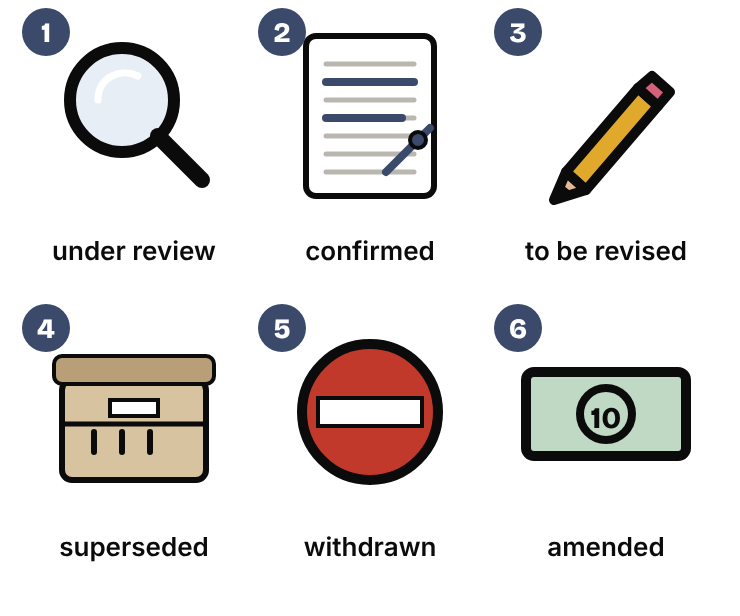 1
2
3
under review
confirmed
to be revised
4
5
6
10
superseded
withdrawn
amended